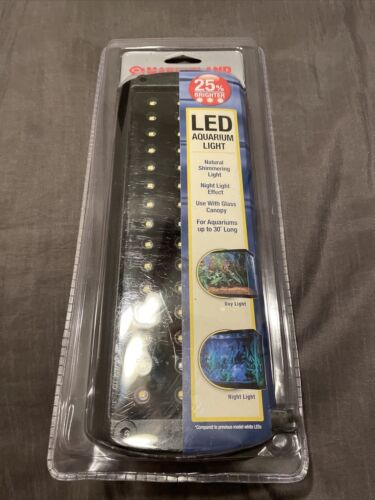 MARINELAND
25%
BRIGHTER*
LED
AQUARIUM
LIGHT
Natural
Shimmering
Light
Night Light
Effect
Use With Glass
Canopy
For Aquariums
up to 30" Long
Day Light
Night Light
*Compared to previous model white LEDs